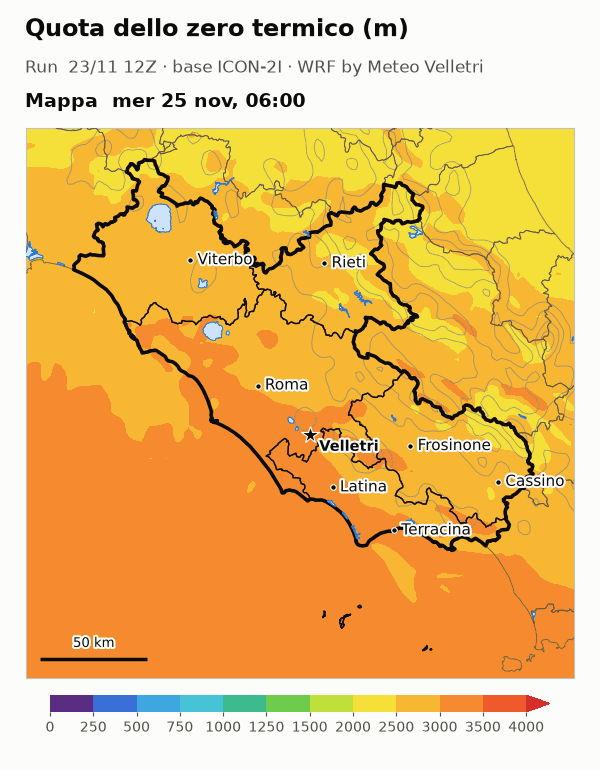 Quota dello zero termico (m)
Run  23/11 12Z · base ICON-2I · WRF by Meteo Velletri
Mappa  mer 25 nov, 06:00
Viterbo
Rieti
Roma
Velletri
Frosinone
Cassino
Latina
Terracina
50 km
0 250 500 750 1000 1250 1500 2000 2500 3000 3500 4000